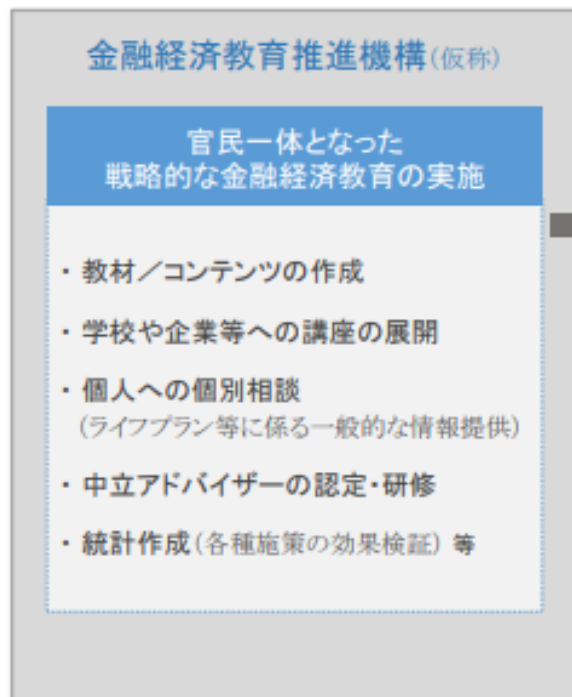 金融経済教育推進機構(仮称)
官民一体となった
戦略的な金融経済教育の実施
・教材／コンテンツの作成
・学校や企業等への講座の展開
・個人への個別相談
(ライフプラン等に係る一般的な情報提供)
・中立アドバイザーの認定・研修
・統計作成(各種施策の効果検証) 等